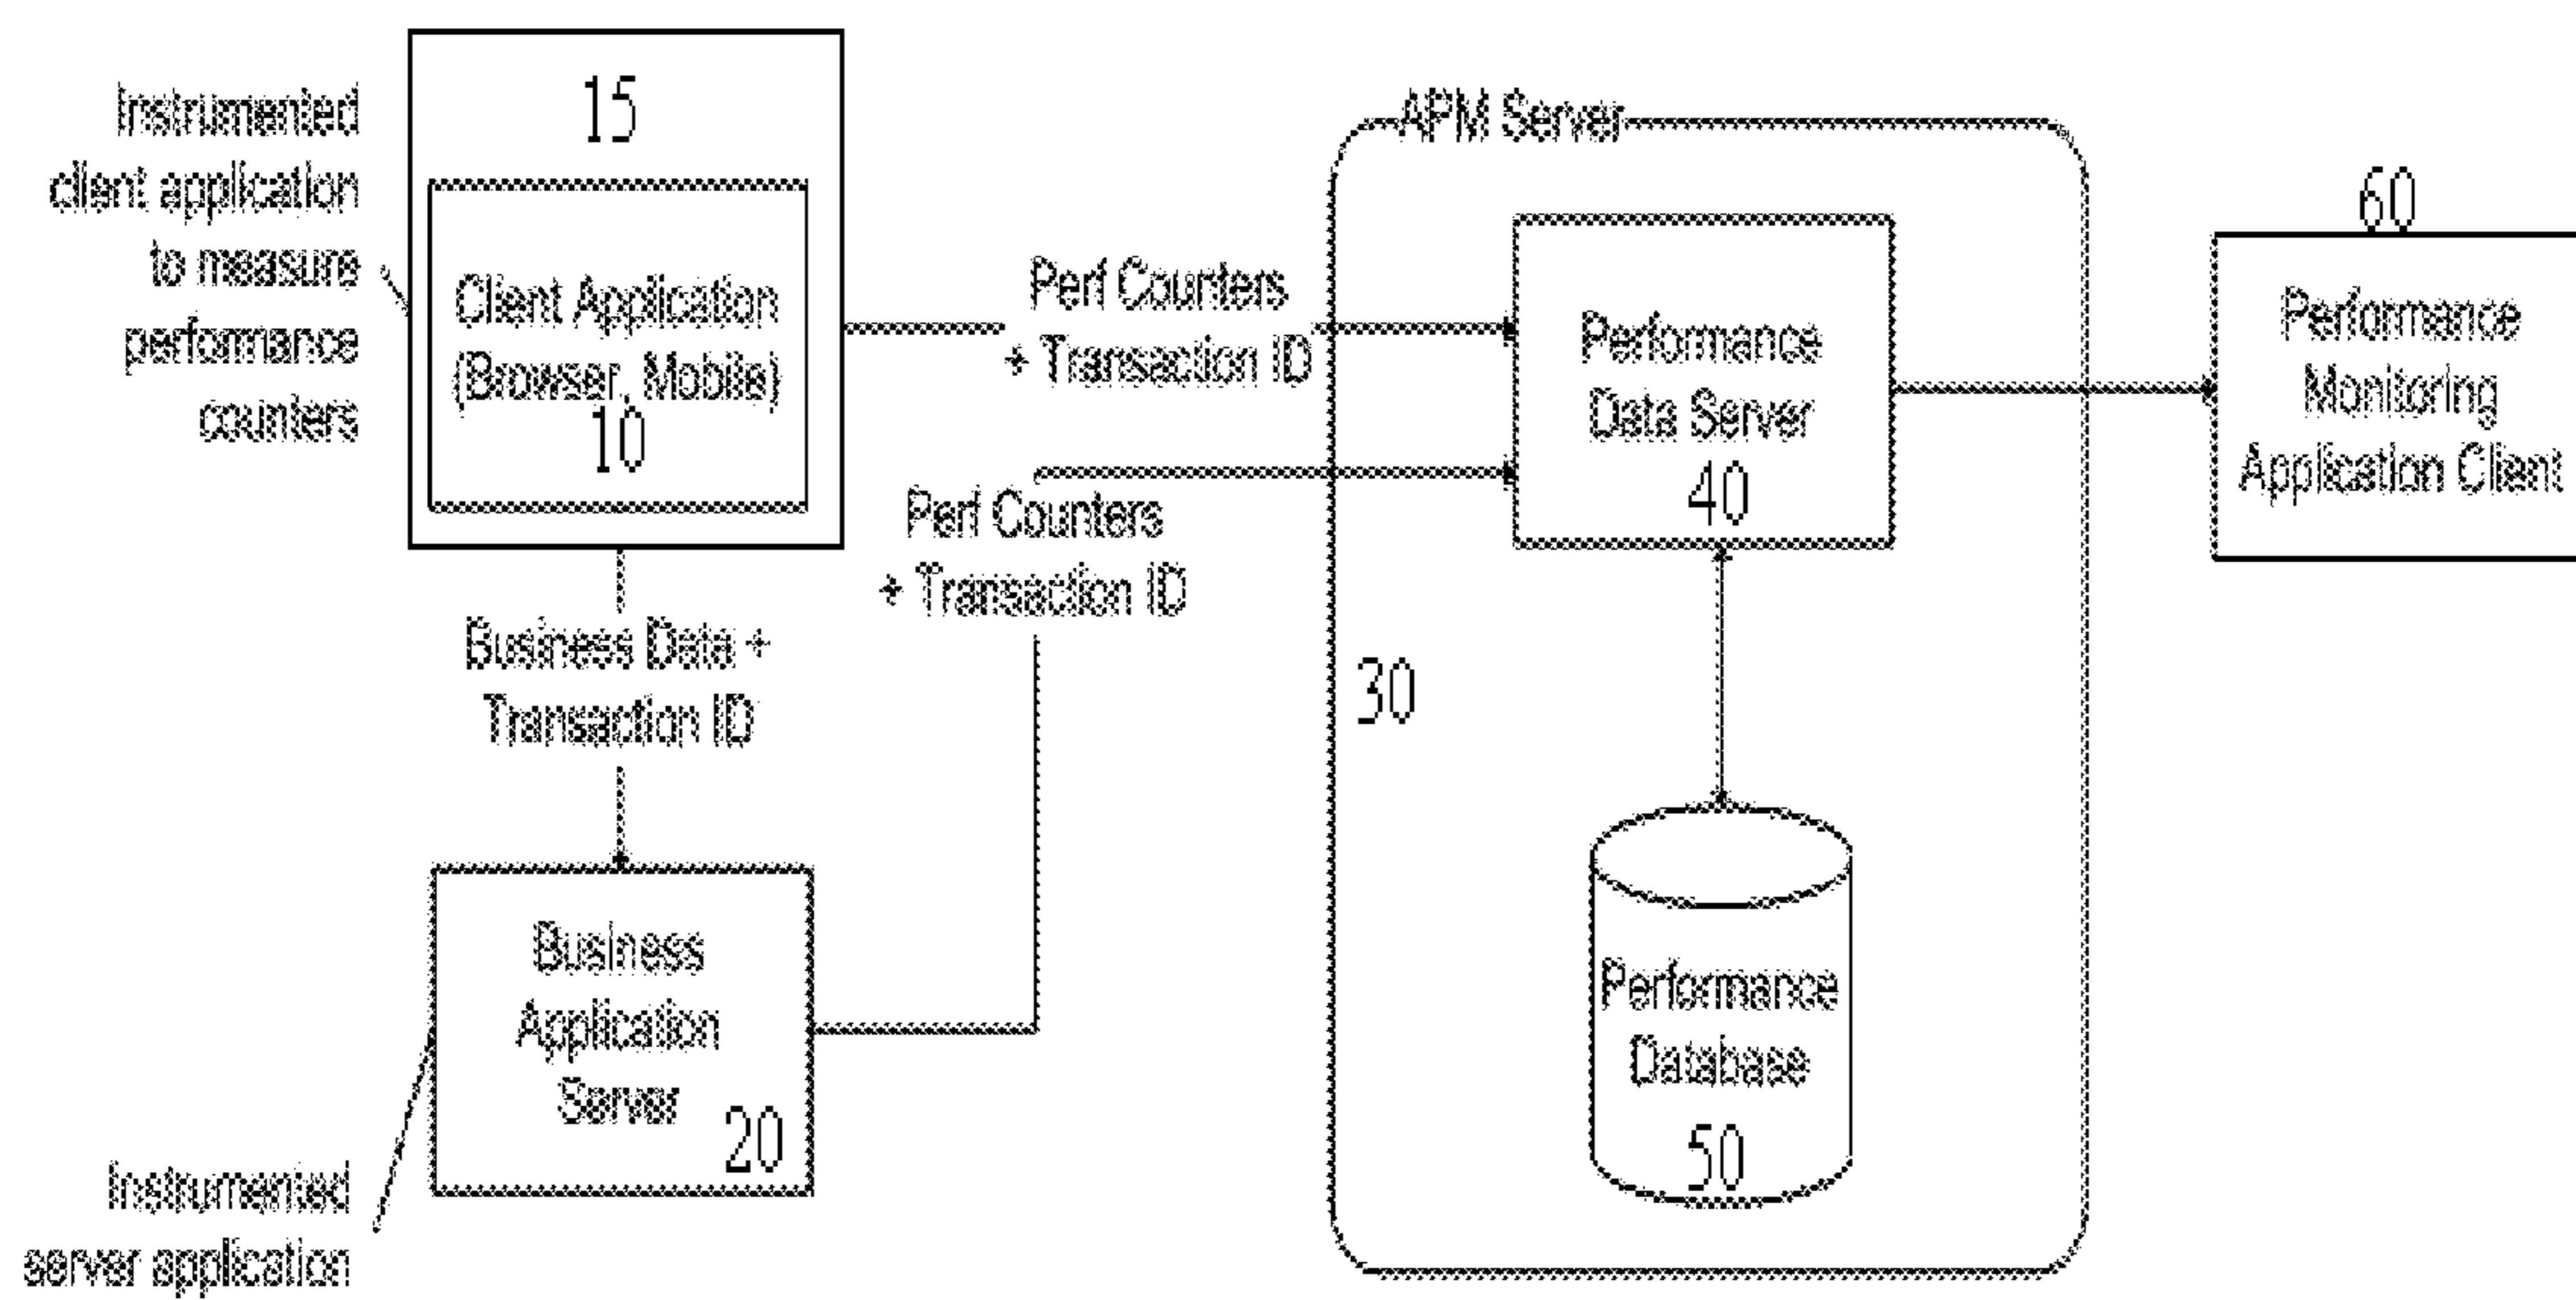 Instrumented
client application
to measure
performance
counters
15
Client Application
(Browser, Mobile)
10
Perf Counters
+ Transaction ID
Perf Counters
+ Transaction ID
Business Data +
Transaction ID
Business
Application
Server
20
Instrumented
server application
APM Server
30
Performance
Data Server
40
Performance
Database
50
60
Performance
Monitoring
Application Client